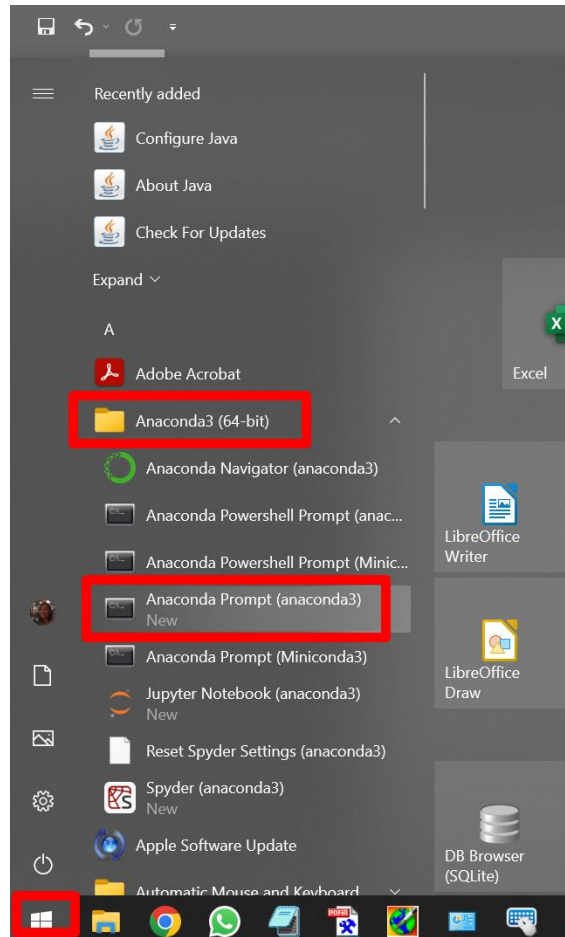 Recently added
Configure Java
About Java
Check For Updates
Expand
A
Adobe Acrobat
Anaconda3 (64-bit)
Anaconda Navigator (anaconda3)
Anaconda Powershell Prompt (anac...
Anaconda Powershell Prompt (Minic...
Anaconda Prompt (anaconda3)
New
Anaconda Prompt (Miniconda3)
Jupyter Notebook (anaconda3)
New
Reset Spyder Settings (anaconda3)
Spyder (anaconda3)
New
Apple Software Update
Automatic Mouse and Keyboard
Excel
LibreOffice
Writer
LibreOffice
Draw
DB Browser
(SQLite)